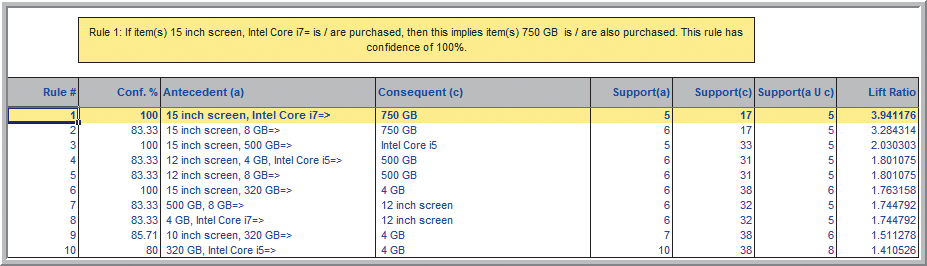 Rule 1: If item(s) 15 inch screen, Intel Core i7= is / are purchased, then this implies item(s) 750 GB  is / are also purchased. This rule has
confidence of 100%.
Rule # Conf. % Antecedent (a) Consequent (c) Support(a) Support(c) Support(a U c) Lift Ratio
1 100 15 inch screen, Intel Core i7=> 750 GB 5 17 5 3.941176
2 83.33 15 inch screen, 8 GB=> 750 GB 6 17 5 3.284314
3 100 15 inch screen, 500 GB=> Intel Core i5 5 33 5 2.030303
4 83.33 12 inch screen, 4 GB, Intel Core i5=> 500 GB 6 31 5 1.801075
5 83.33 12 inch screen, 8 GB=> 500 GB 6 31 5 1.801075
6 100 15 inch screen, 320 GB=> 4 GB 6 38 6 1.763158
7 83.33 500 GB, 8 GB=> 12 inch screen 6 32 5 1.744792
8 83.33 4 GB, Intel Core i7=> 12 inch screen 6 32 5 1.744792
9 85.71 10 inch screen, 320 GB=> 4 GB 7 38 6 1.511278
10 80 320 GB, Intel Core i5=> 4 GB 10 38 8 1.410526